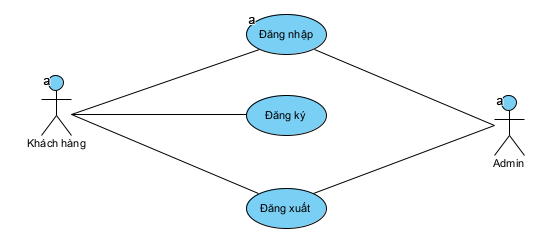 a
Đăng nhập
a
Khách hàng
Đăng ký
a
Admin
Đăng xuất